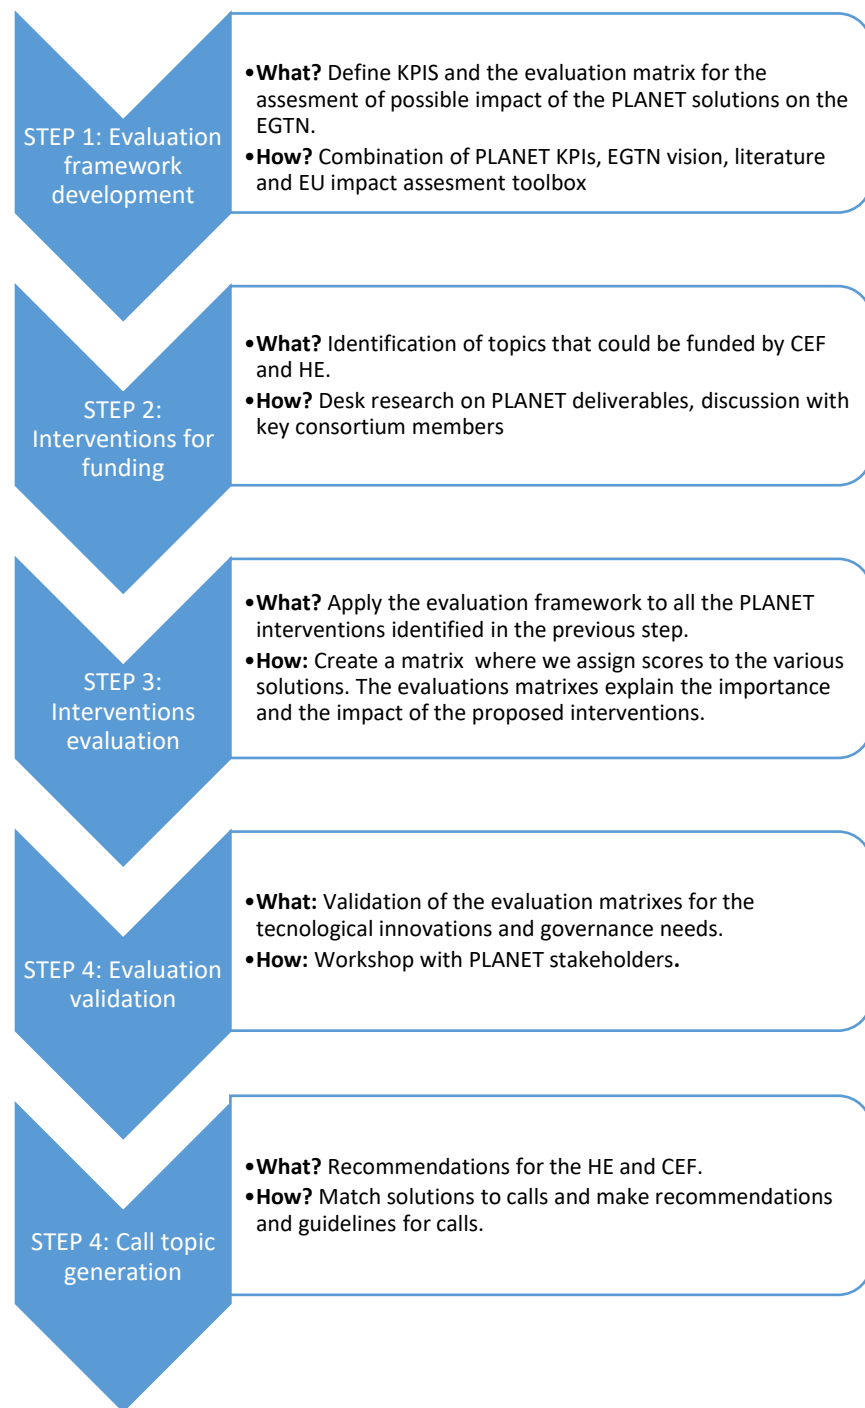 STEP 1: Evaluation
framework
development
•What? Define KPIS and the evaluation matrix for the
assesment of possible impact of the PLANET solutions on the
EGTN.
•How? Combination of PLANET KPIs, EGTN vision, literature
and EU impact assesment toolbox
STEP 2:
Interventions for
funding
•What? Identification of topics that could be funded by CEF
and HE.
•How? Desk research on PLANET deliverables, discussion with
key consortium members
STEP 3:
Interventions
evaluation
•What? Apply the evaluation framework to all the PLANET
interventions identified in the previous step.
•How: Create a matrix  where we assign scores to the various
solutions. The evaluations matrixes explain the importance
and the impact of the proposed interventions.
STEP 4: Evaluation
validation
•What: Validation of the evaluation matrixes for the
tecnological innovations and governance needs.
•How: Workshop with PLANET stakeholders.
STEP 4: Call topic
generation
•What? Recommendations for the HE and CEF.
•How? Match solutions to calls and make recommendations
and guidelines for calls.